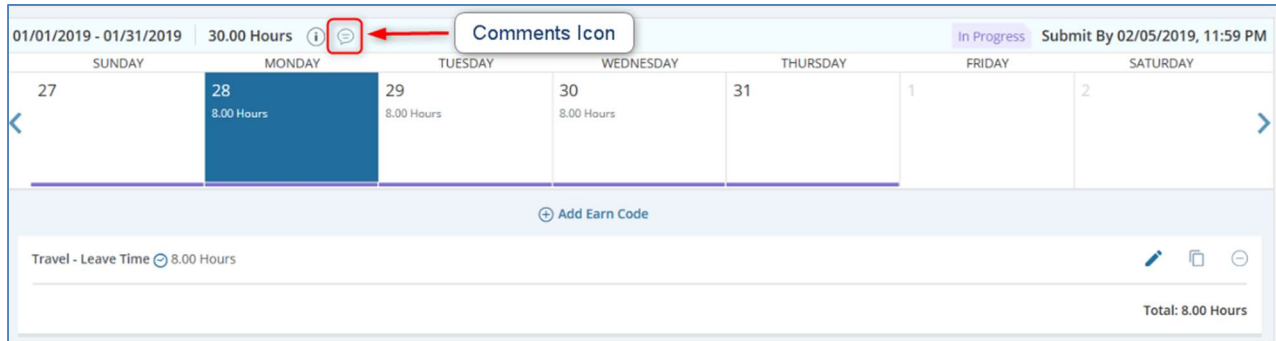 01/01/2019 - 01/31/2019 30.00 Hours Comments Icon In Progress Submit By 02/05/2019, 11:59 PM
SUNDAY MONDAY TUESDAY WEDNESDAY THURSDAY FRIDAY SATURDAY
27 28 29 30 31 1 2
8.00 Hours 8.00 Hours 8.00 Hours
Add Earn Code
Travel - Leave Time 8.00 Hours
Total: 8.00 Hours